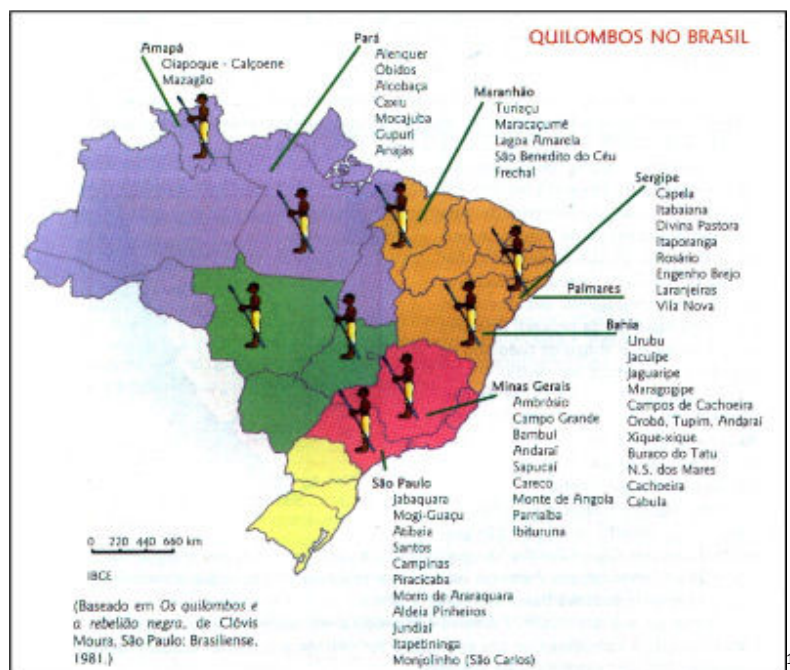 QUILOMBOS NO BRASIL
Amapá
Oiapoque - Calçoene
Mazagão
Pará
Alenquer
Óbidos
Alcobaça
Caxiu
Mocajuba
Gupuri
Anajás
Maranhão
Turiaçu
Maracaçumé
Lagoa Amarela
São Benedito do Céu
Frechal
Sergipe
Capela
Itabaiana
Divina Pastora
Itaporanga
Rosário
Engenho Brejo
Laranjeiras
Vila Nova
Palmares
Bahia
Urubu
Jacuípe
Jaguaripe
Maragogipe
Campos de Cachoeira
Orobó, Tupim, Andaraí
Xique-xique
Buraco do Tatu
N.S. dos Mares
Cachoeira
Cabula
Minas Gerais
Ambrósio
Campo Grande
Bambuí
Andaraí
Sapucaí
Careco
Monte de Angola
Parnaíba
Ibituruna
São Paulo
Jabaquara
Mogi-Guaçu
Atibaia
Santos
Campinas
Piracicaba
Morro de Araraquara
Aldeia Pinheiros
Jundiaí
Itapetininga
Monjolinho (São Carlos)
0 220 440 660 km
IBCE
(Baseado em Os quilombos e
a rebelião negra, de Clóvis
Moura, São Paulo: Brasiliense,
1981.)